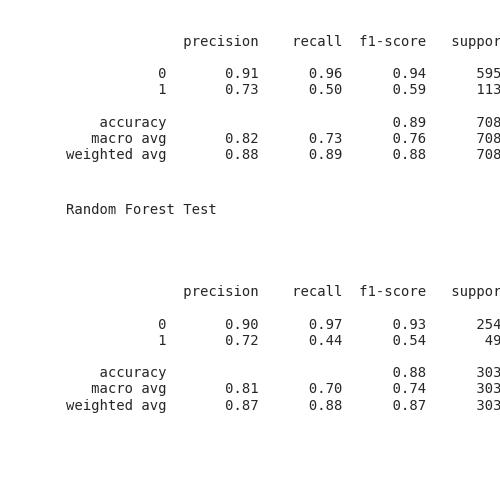 precision recall f1-score suppor
0 0.91 0.96 0.94 595
1 0.73 0.50 0.59 113
accuracy 0.89 708
macro avg 0.82 0.73 0.76 708
weighted avg 0.88 0.89 0.88 708
Random Forest Test
precision recall f1-score suppor
0 0.90 0.97 0.93 254
1 0.72 0.44 0.54 49
accuracy 0.88 303
macro avg 0.81 0.70 0.74 303
weighted avg 0.87 0.88 0.87 303